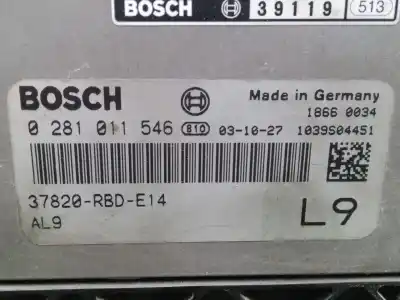 BOSCH 39119 513
BOSCH Made in Germany
1866 0034
0 281 011 546 810 03-10-27 1039S04451
37820-RBD-E14
AL9 L9